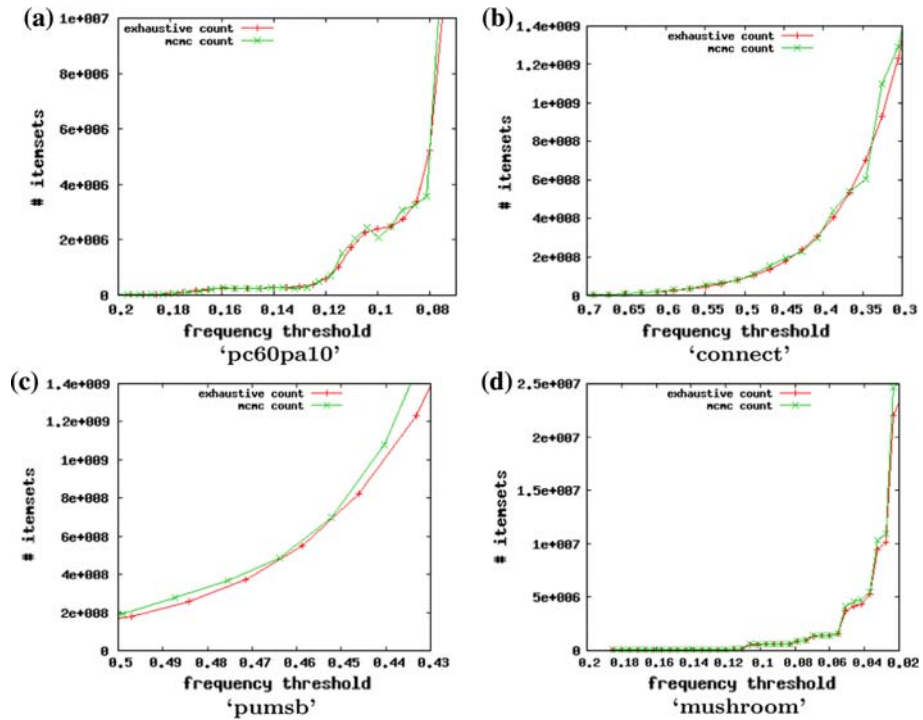 (a)
1e+007
8e+006
6e+006
4e+006
2e+006
0
# itemsets
exhaustive count
mcmc count
0.2 0.18 0.16 0.14 0.12 0.1 0.08
frequency threshold
'pc60pa10'
(b)
1.4e+009
1.2e+009
1e+009
8e+008
6e+008
4e+008
2e+008
0
# itemsets
exhaustive count
mcmc count
0.7 0.65 0.6 0.55 0.5 0.45 0.4 0.35 0.3
frequency threshold
'connect'
(c)
1.4e+009
1.2e+009
1e+009
8e+008
6e+008
4e+008
2e+008
0
# itemsets
exhaustive count
mcmc count
0.5 0.49 0.48 0.47 0.46 0.45 0.44 0.43
frequency threshold
'pumsb'
(d)
2.5e+007
2e+007
1.5e+007
1e+007
5e+006
0
# itemsets
exhaustive count
mcmc count
0.2 0.18 0.16 0.14 0.12 0.1 0.08 0.06 0.04 0.02
frequency threshold
'mushroom'